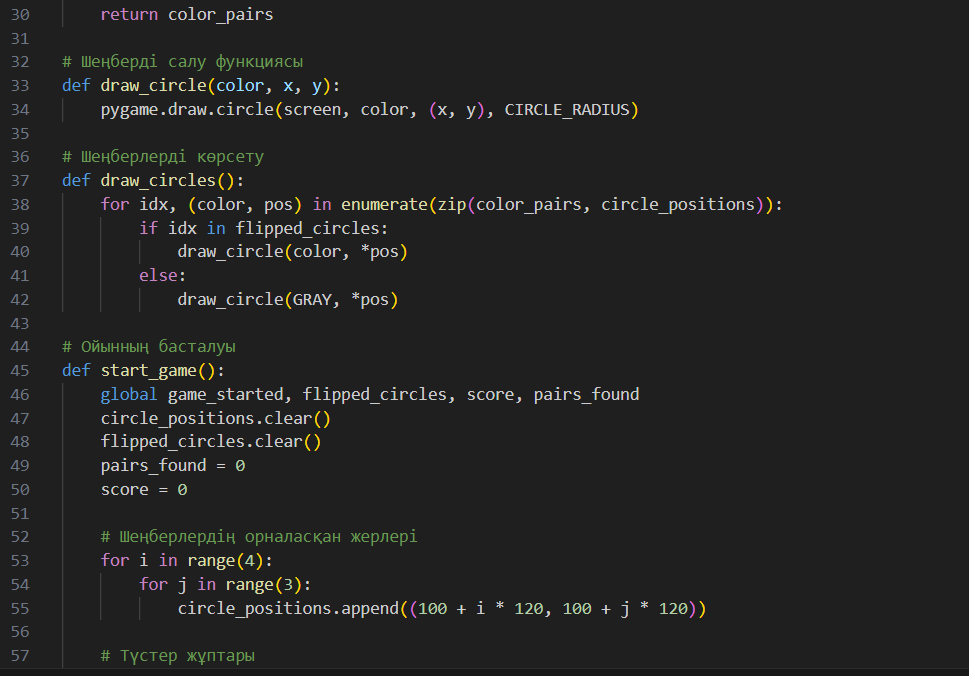 30 return color_pairs
31
32 # Шеңберді салу функциясы
33 def draw_circle(color, x, y):
34 pygame.draw.circle(screen, color, (x, y), CIRCLE_RADIUS)
35
36 # Шеңберлерді көрсету
37 def draw_circles():
38 for idx, (color, pos) in enumerate(zip(color_pairs, circle_positions)):
39 if idx in flipped_circles:
40 draw_circle(color, *pos)
41 else:
42 draw_circle(GRAY, *pos)
43
44 # Ойынның басталуы
45 def start_game():
46 global game_started, flipped_circles, score, pairs_found
47 circle_positions.clear()
48 flipped_circles.clear()
49 pairs_found = 0
50 score = 0
51
52 # Шеңберлердің орналасқан жерлері
53 for i in range(4):
54 for j in range(3):
55 circle_positions.append((100 + i * 120, 100 + j * 120))
56
57 # Түстер жұптары